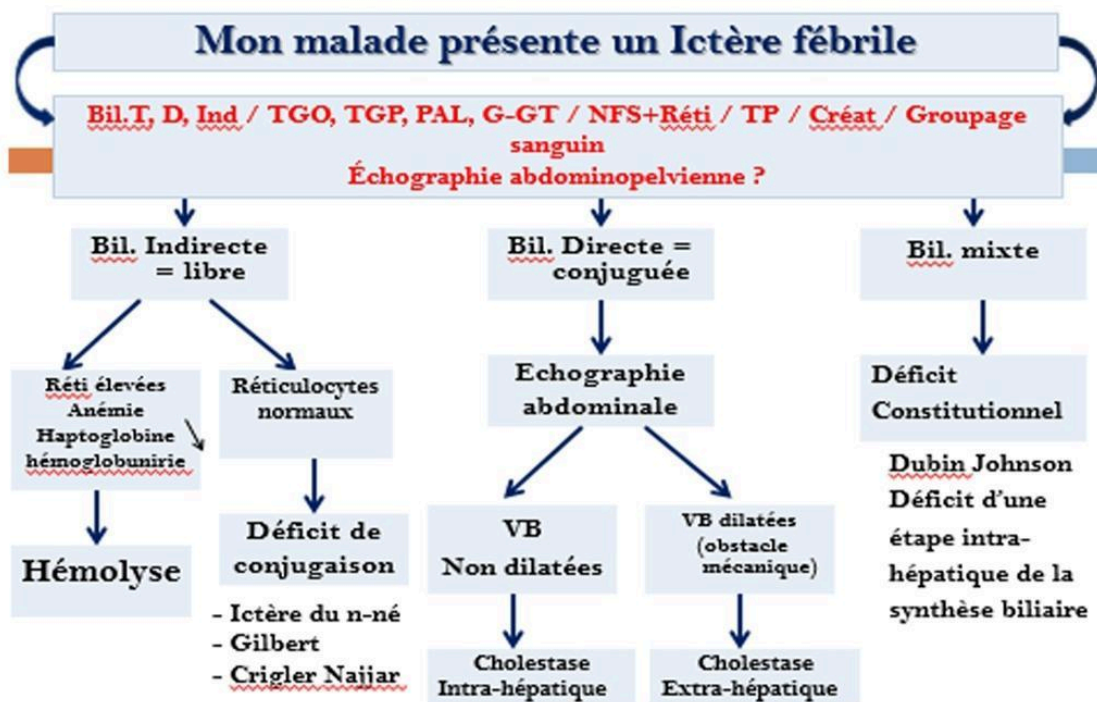 Mon malade présente un Ictère fébrile
Bil.T, D, Ind / TGO, TGP, PAL, G-GT / NFS+Réti / TP / Créat / Groupage
sanguin
Échographie abdominopelvienne ?
Bil. Indirecte
= libre
Bil. Directe =
conjuguée
Bil. mixte
Réti élevées
Anémie
Haptoglobine
hémoglobunirie
Réticulocytes
normaux
Echographie
abdominale
Déficit
Constitutionnel
Hémolyse
Déficit de
conjugaison
- Ictère du n-né
- Gilbert
- Crigler Najjar
VB
Non dilatées
VB dilatées
(obstacle
mécanique)
Dubin Johnson
Déficit d'une
étape intra-
hépatique de la
synthèse biliaire
Cholestase
Intra-hépatique
Cholestase
Extra-hépatique